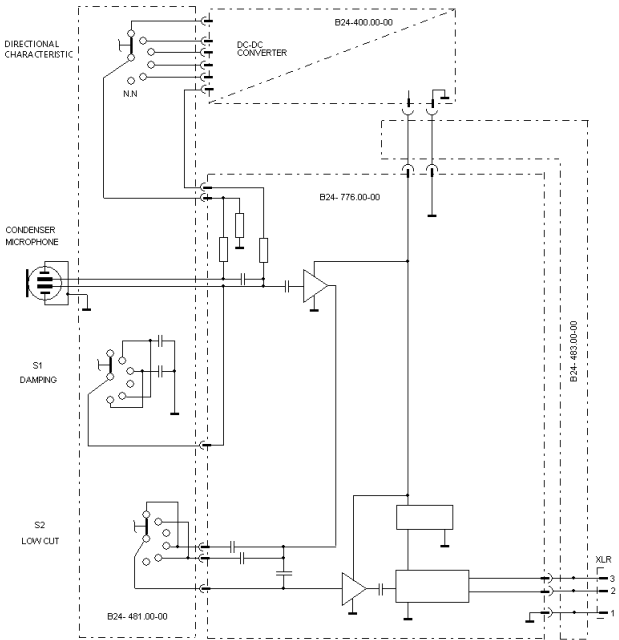 B24-400.00-00
DIRECTIONAL
CHARACTERISTIC
DC-DC
CONVERTER
N.N
B24- 776.00-00
CONDENSER
MICROPHONE
S1
DAMPING
B24- 483.00-00
S2
LOW CUT
XLR
3
2
1
B24- 481.00-00